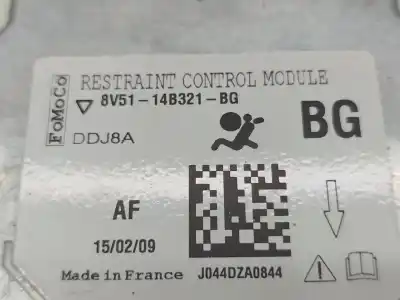 FoMoCo
RESTRAINT CONTROL MODULE
8V51-14B321-BG
DDJ8A
BG
AF
15/02/09
Made in France
J044DZA0844